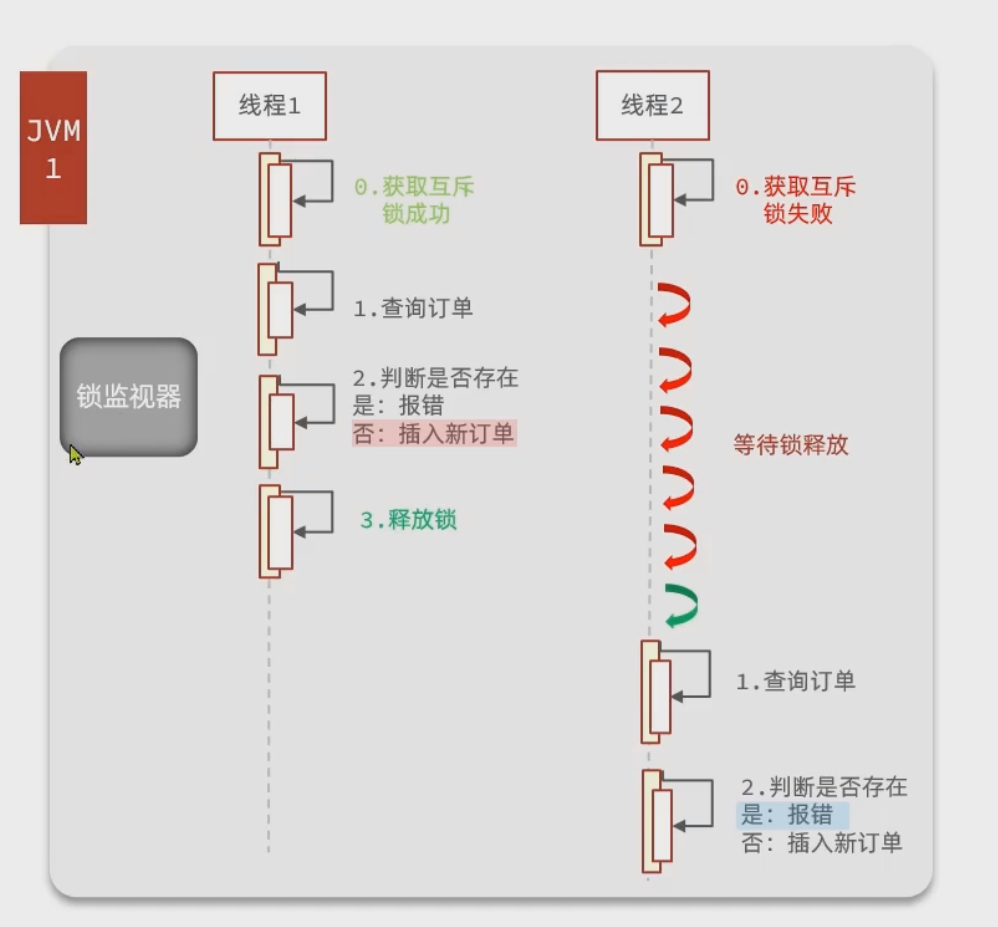 JVM
1
线程1
线程2
0.获取互斥
锁成功
0.获取互斥
锁失败
1.查询订单
锁监视器
2.判断是否存在
是：报错
否：插入新订单
等待锁释放
3.释放锁
1.查询订单
2.判断是否存在
是：报错
否：插入新订单